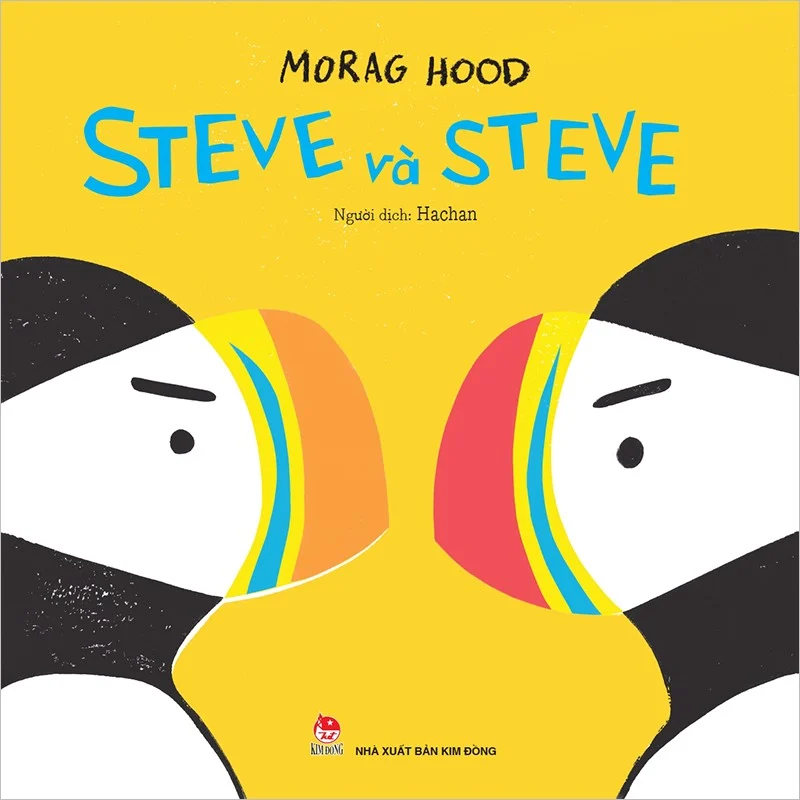 MORAG HOOD
STEVE và STEVE
Người dịch: Hachan
KIM ĐỒNG
NHÀ XUẤT BẢN KIM ĐỒNG